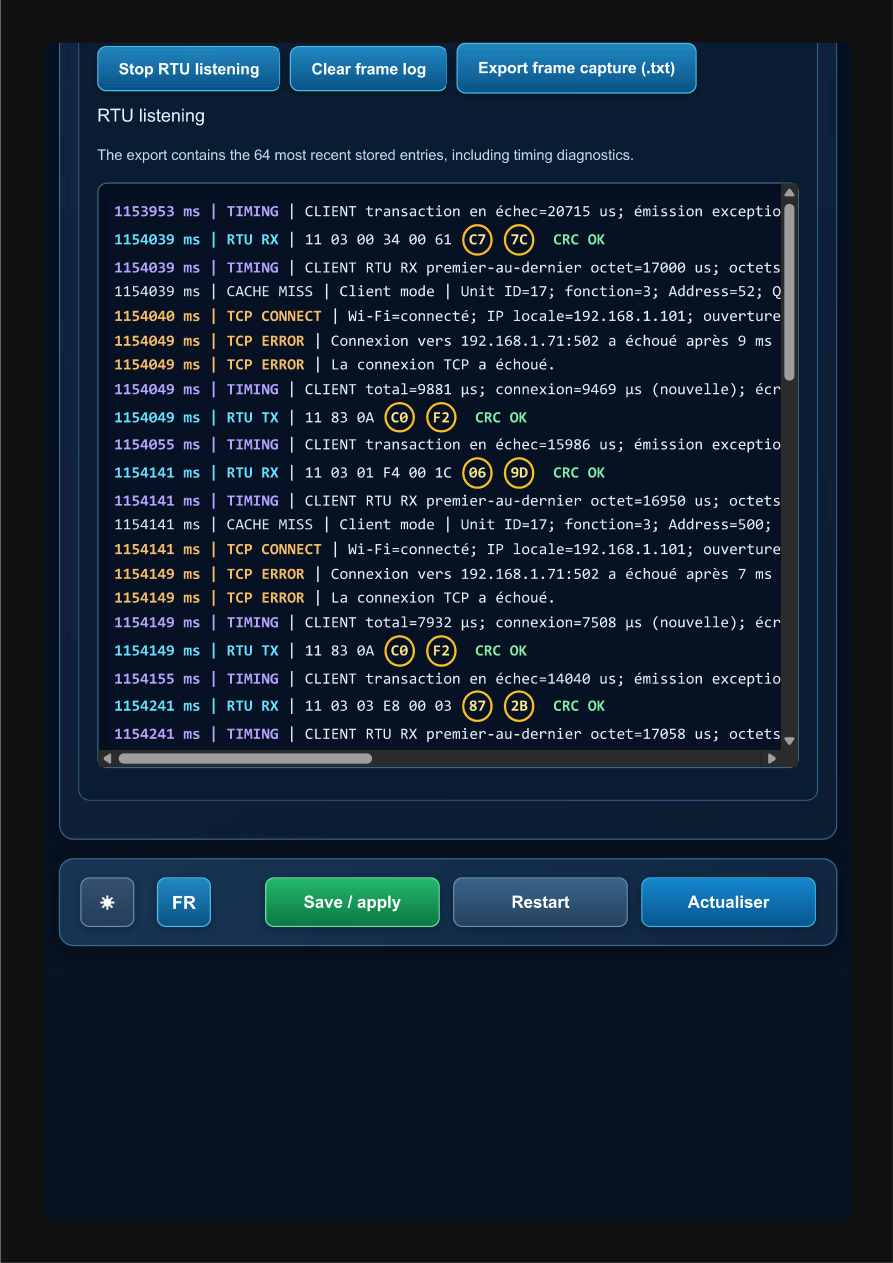 Stop RTU listening Clear frame log Export frame capture (.txt)
RTU listening
The export contains the 64 most recent stored entries, including timing diagnostics.
1153953 ms | TIMING | CLIENT transaction en échec=20715 us; émission exceptio
1154039 ms | RTU RX | 11 03 00 34 00 61 C7 7C CRC OK
1154039 ms | TIMING | CLIENT RTU RX premier-au-dernier octet=17000 us; octets
1154039 ms | CACHE MISS | Client mode | Unit ID=17; fonction=3; Address=52; Q
1154040 ms | TCP CONNECT | Wi-Fi=connecté; IP locale=192.168.1.101; ouverture
1154049 ms | TCP ERROR | Connexion vers 192.168.1.71:502 a échoué après 9 ms
1154049 ms | TCP ERROR | La connexion TCP a échoué.
1154049 ms | TIMING | CLIENT total=9881 µs; connexion=9469 µs (nouvelle); écr
1154049 ms | RTU TX | 11 83 0A C0 F2 CRC OK
1154055 ms | TIMING | CLIENT transaction en échec=15986 us; émission exceptio
1154141 ms | RTU RX | 11 03 01 F4 00 1C 06 9D CRC OK
1154141 ms | TIMING | CLIENT RTU RX premier-au-dernier octet=16950 us; octets
1154141 ms | CACHE MISS | Client mode | Unit ID=17; fonction=3; Address=500;
1154141 ms | TCP CONNECT | Wi-Fi=connecté; IP locale=192.168.1.101; ouverture
1154149 ms | TCP ERROR | Connexion vers 192.168.1.71:502 a échoué après 7 ms
1154149 ms | TCP ERROR | La connexion TCP a échoué.
1154149 ms | TIMING | CLIENT total=7932 µs; connexion=7508 µs (nouvelle); écr
1154149 ms | RTU TX | 11 83 0A C0 F2 CRC OK
1154155 ms | TIMING | CLIENT transaction en échec=14040 us; émission exceptio
1154241 ms | RTU RX | 11 03 03 E8 00 03 87 2B CRC OK
1154241 ms | TIMING | CLIENT RTU RX premier-au-dernier octet=17058 us; octets
FR Save / apply Restart Actualiser